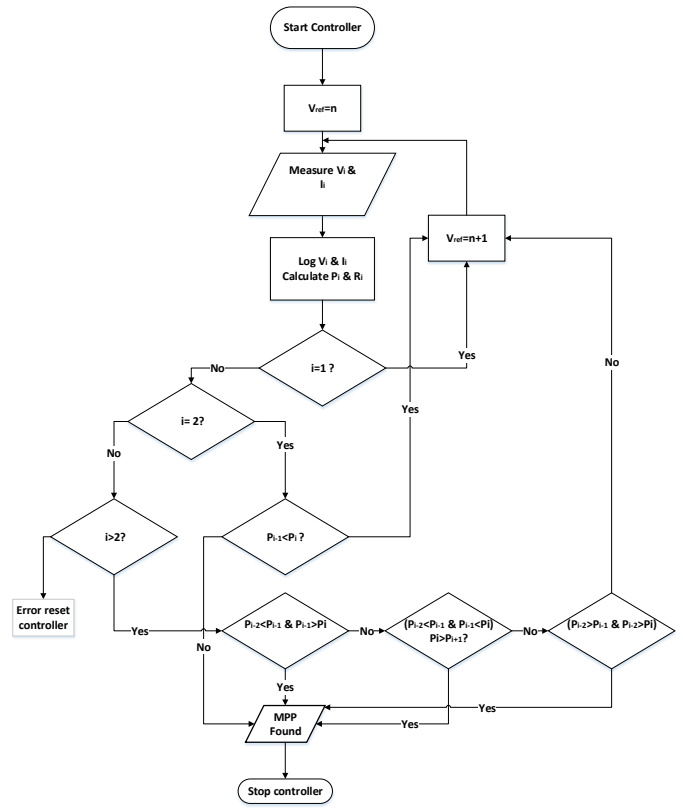 Start Controller
Vref=n
Measure Vi &
Ii
Vref=n+1
Log Vi & Ii
Calculate Pi & Ri
i=1 ?
No
Yes
No
i= 2?
Yes
No
Yes
i>2?
Pi-1<Pi ?
Error reset
controller
Yes
No
Pi-2<Pi-1 & Pi-1>Pi
No
(Pi-2<Pi-1 & Pi-1<Pi)
Pi>Pi+1?
No
(Pi-2>Pi-1 & Pi-2>Pi)
Yes
MPP
Found
Yes
Yes
Stop controller